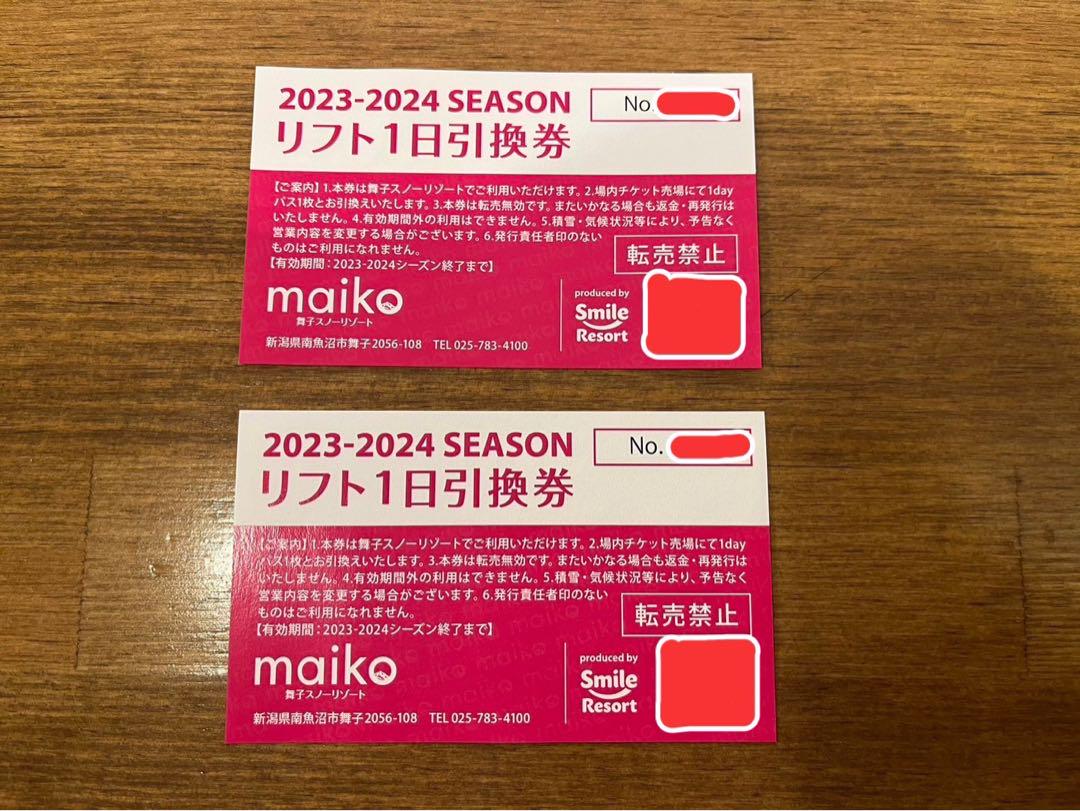 2023-2024 SEASON
No.
リフト1日引換券
【ご案内】1.本券は舞子スノーリゾートでご利用いただけます。2.場内チケット売場にて1day
パス1枚とお引換えいたします。3.本券は転売無効です。またいかなる場合も返金・再発行は
いたしません。4.有効期間外の利用はできません。5.積雪・気候状況等により、予告なく
営業内容を変更する場合がございます。6.発行責任者印のない
ものはご利用になれません。
転売禁止
【有効期間：2023-2024シーズン終了まで】
maiko
舞子スノーリゾート
produced by
Smile
Resort
新潟県南魚沼市舞子2056-108 TEL 025-783-4100
2023-2024 SEASON
No.
リフト1日引換券
【ご案内】1.本券は舞子スノーリゾートでご利用いただけます。2.場内チケット売場にて1day
パス1枚とお引換えいたします。3.本券は転売無効です。またいかなる場合も返金・再発行は
いたしません。4.有効期間外の利用はできません。5.積雪・気候状況等により、予告なく
営業内容を変更する場合がございます。6.発行責任者印のない
ものはご利用になれません。
転売禁止
【有効期間：2023-2024シーズン終了まで】
maiko
舞子スノーリゾート
produced by
Smile
Resort
新潟県南魚沼市舞子2056-108 TEL 025-783-4100